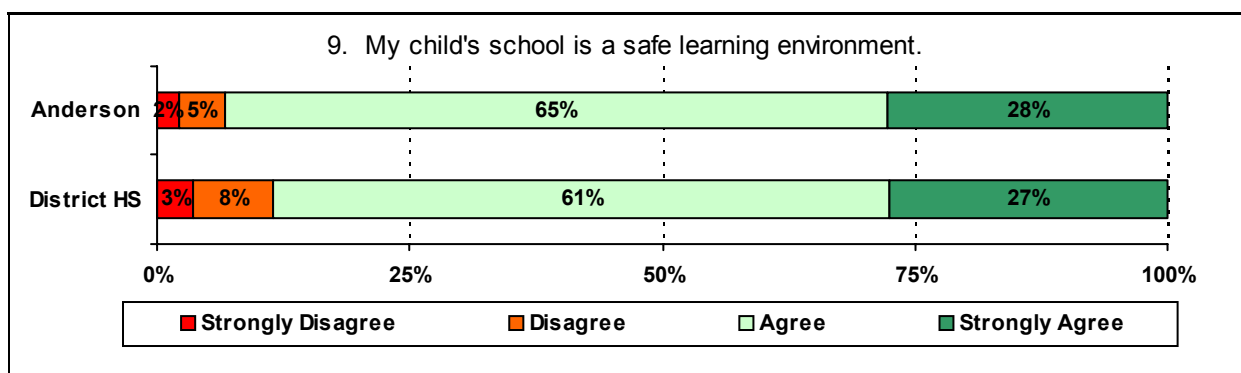 9. My child's school is a safe learning environment.
Anderson 2% 5% 65% 28%
District HS 3% 8% 61% 27%
0% 25% 50% 75% 100%
Strongly Disagree Disagree Agree Strongly Agree